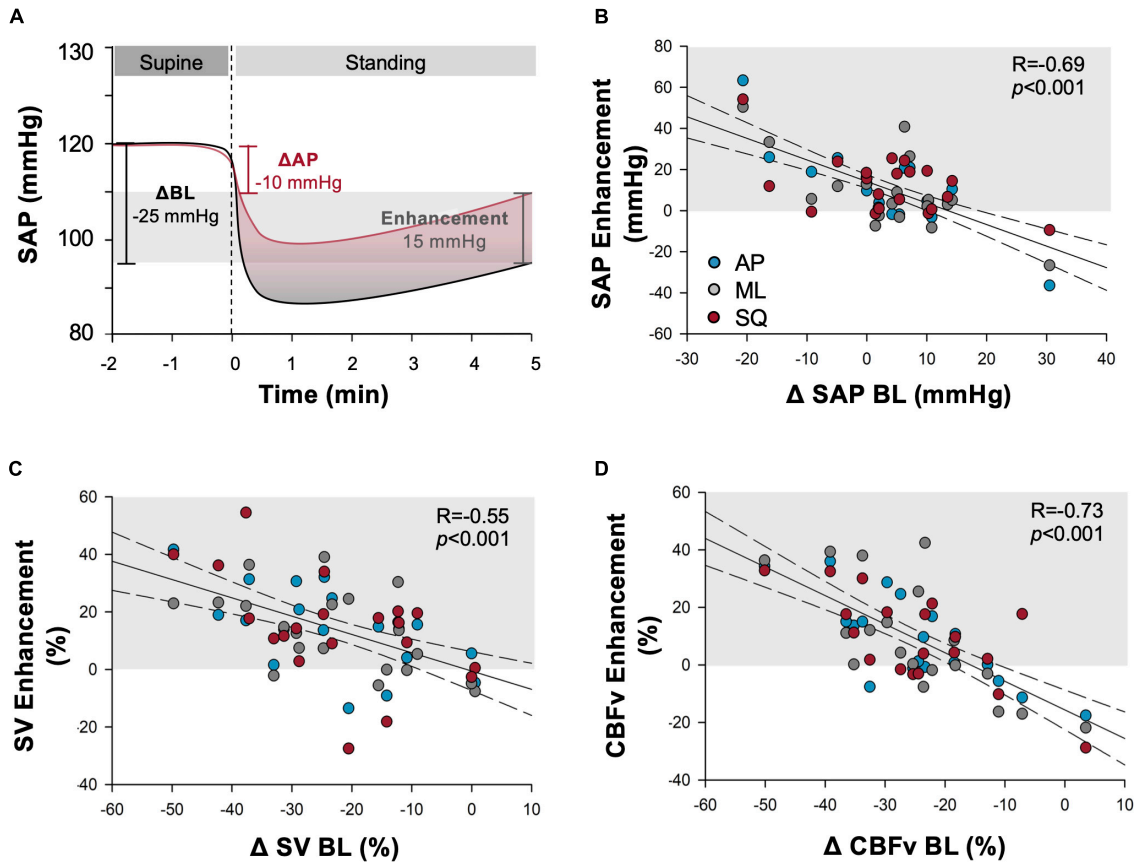 A
130
120
100
80
SAP (mmHg)
Supine
Standing
ΔBL
-25 mmHg
ΔAP
-10 mmHg
Enhancement
15 mmHg
-2
-1
0
1
2
3
4
5
Time (min)
B
80
60
40
20
0
-20
-40
-60
SAP Enhancement
(mmHg)
R=-0.69
p<0.001
AP
ML
SQ
-30
-20
-10
0
10
20
30
40
Δ SAP BL (mmHg)
C
60
40
20
0
-20
-40
SV Enhancement
(%)
R=-0.55
p<0.001
-60
-50
-40
-30
-20
-10
0
10
Δ SV BL (%)
D
60
40
20
0
-20
-40
CBFv Enhancement
(%)
R=-0.73
p<0.001
-60
-50
-40
-30
-20
-10
0
10
Δ CBFv BL (%)